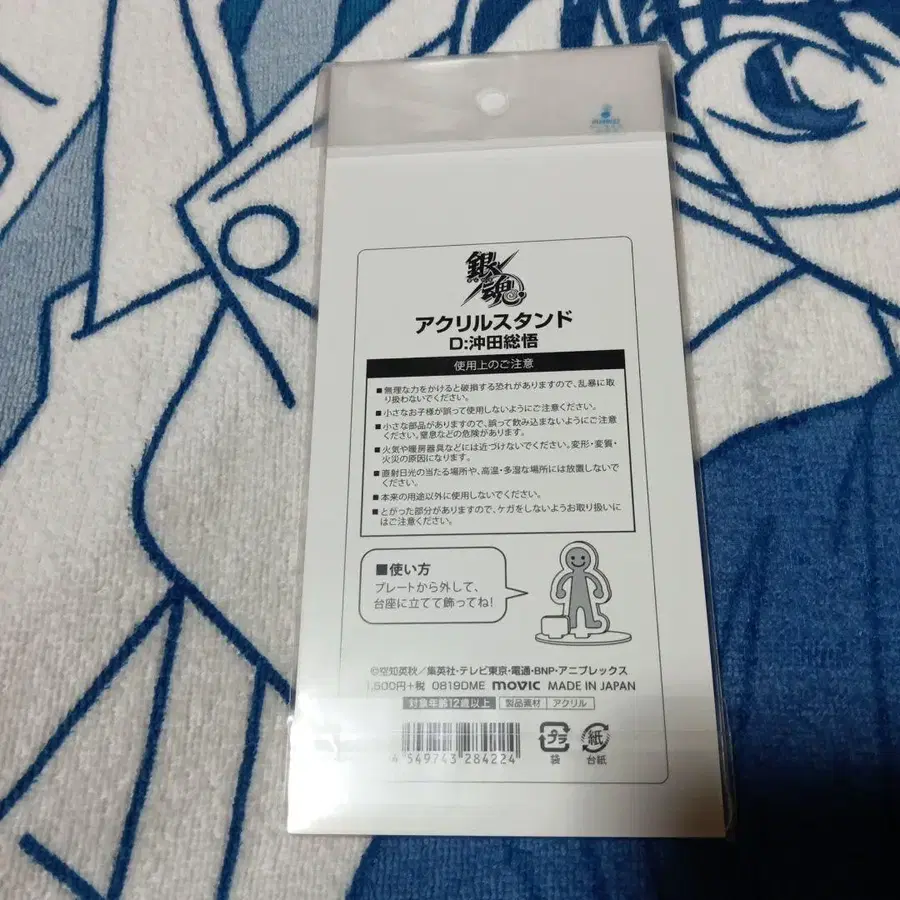 銀魂
アクリルスタンド
D:沖田総悟
使用上のご注意
■無理な力をかけると破損する恐れがありますので、乱暴に取
り扱わないでください。
■小さなお子様が誤って使用しないようにご注意ください。
■小さな部品がありますので、誤って飲み込まないようにご注意
ください。窒息などの危険があります。
■火気や暖房器具などには近づけないでください。変形・変質・
火災の原因になります。
■直射日光の当たる場所や、高温・多湿な場所には放置しないで
ください。
■本来の用途以外に使用しないでください。
■とがった部分がありますので、ケガをしないようお取り扱いに
はご注意ください。
■使い方
プレートから外して、
台座に立てて飾ってね!
©空知英秋/集英社・テレビ東京・電通・BNP・アニプレックス
1,500円+税 0819DME movic MADE IN JAPAN
対象年齢12歳以上 製品素材 アクリル
4 549743 284224
プラ 紙
袋 台紙